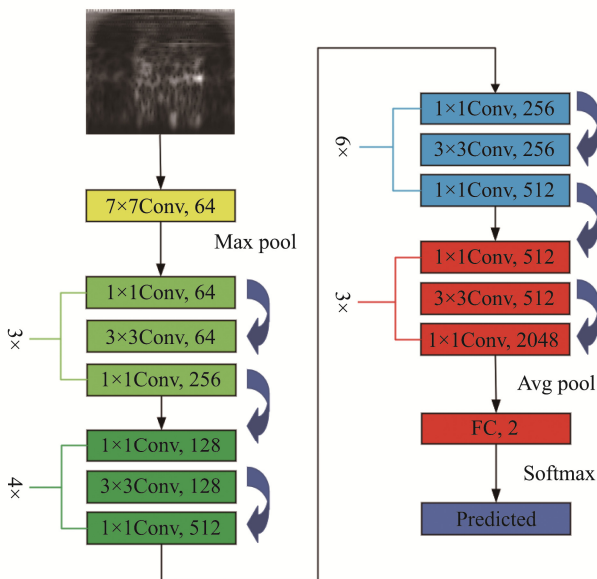 7×7Conv, 64
Max pool
3×
1×1Conv, 64
3×3Conv, 64
1×1Conv, 256
4×
1×1Conv, 128
3×3Conv, 128
1×1Conv, 512
6×
1×1Conv, 256
3×3Conv, 256
1×1Conv, 512
3×
1×1Conv, 512
3×3Conv, 512
1×1Conv, 2048
Avg pool
FC, 2
Softmax
Predicted